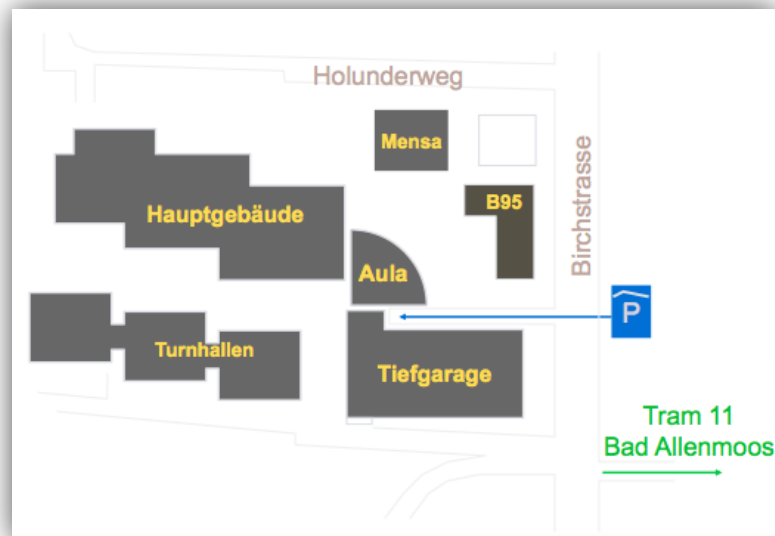 Holunderweg
Mensa
Birchstrasse
B95
Hauptgebäude
Aula
P
Turnhallen
Tiefgarage
Tram 11
Bad Allenmoos